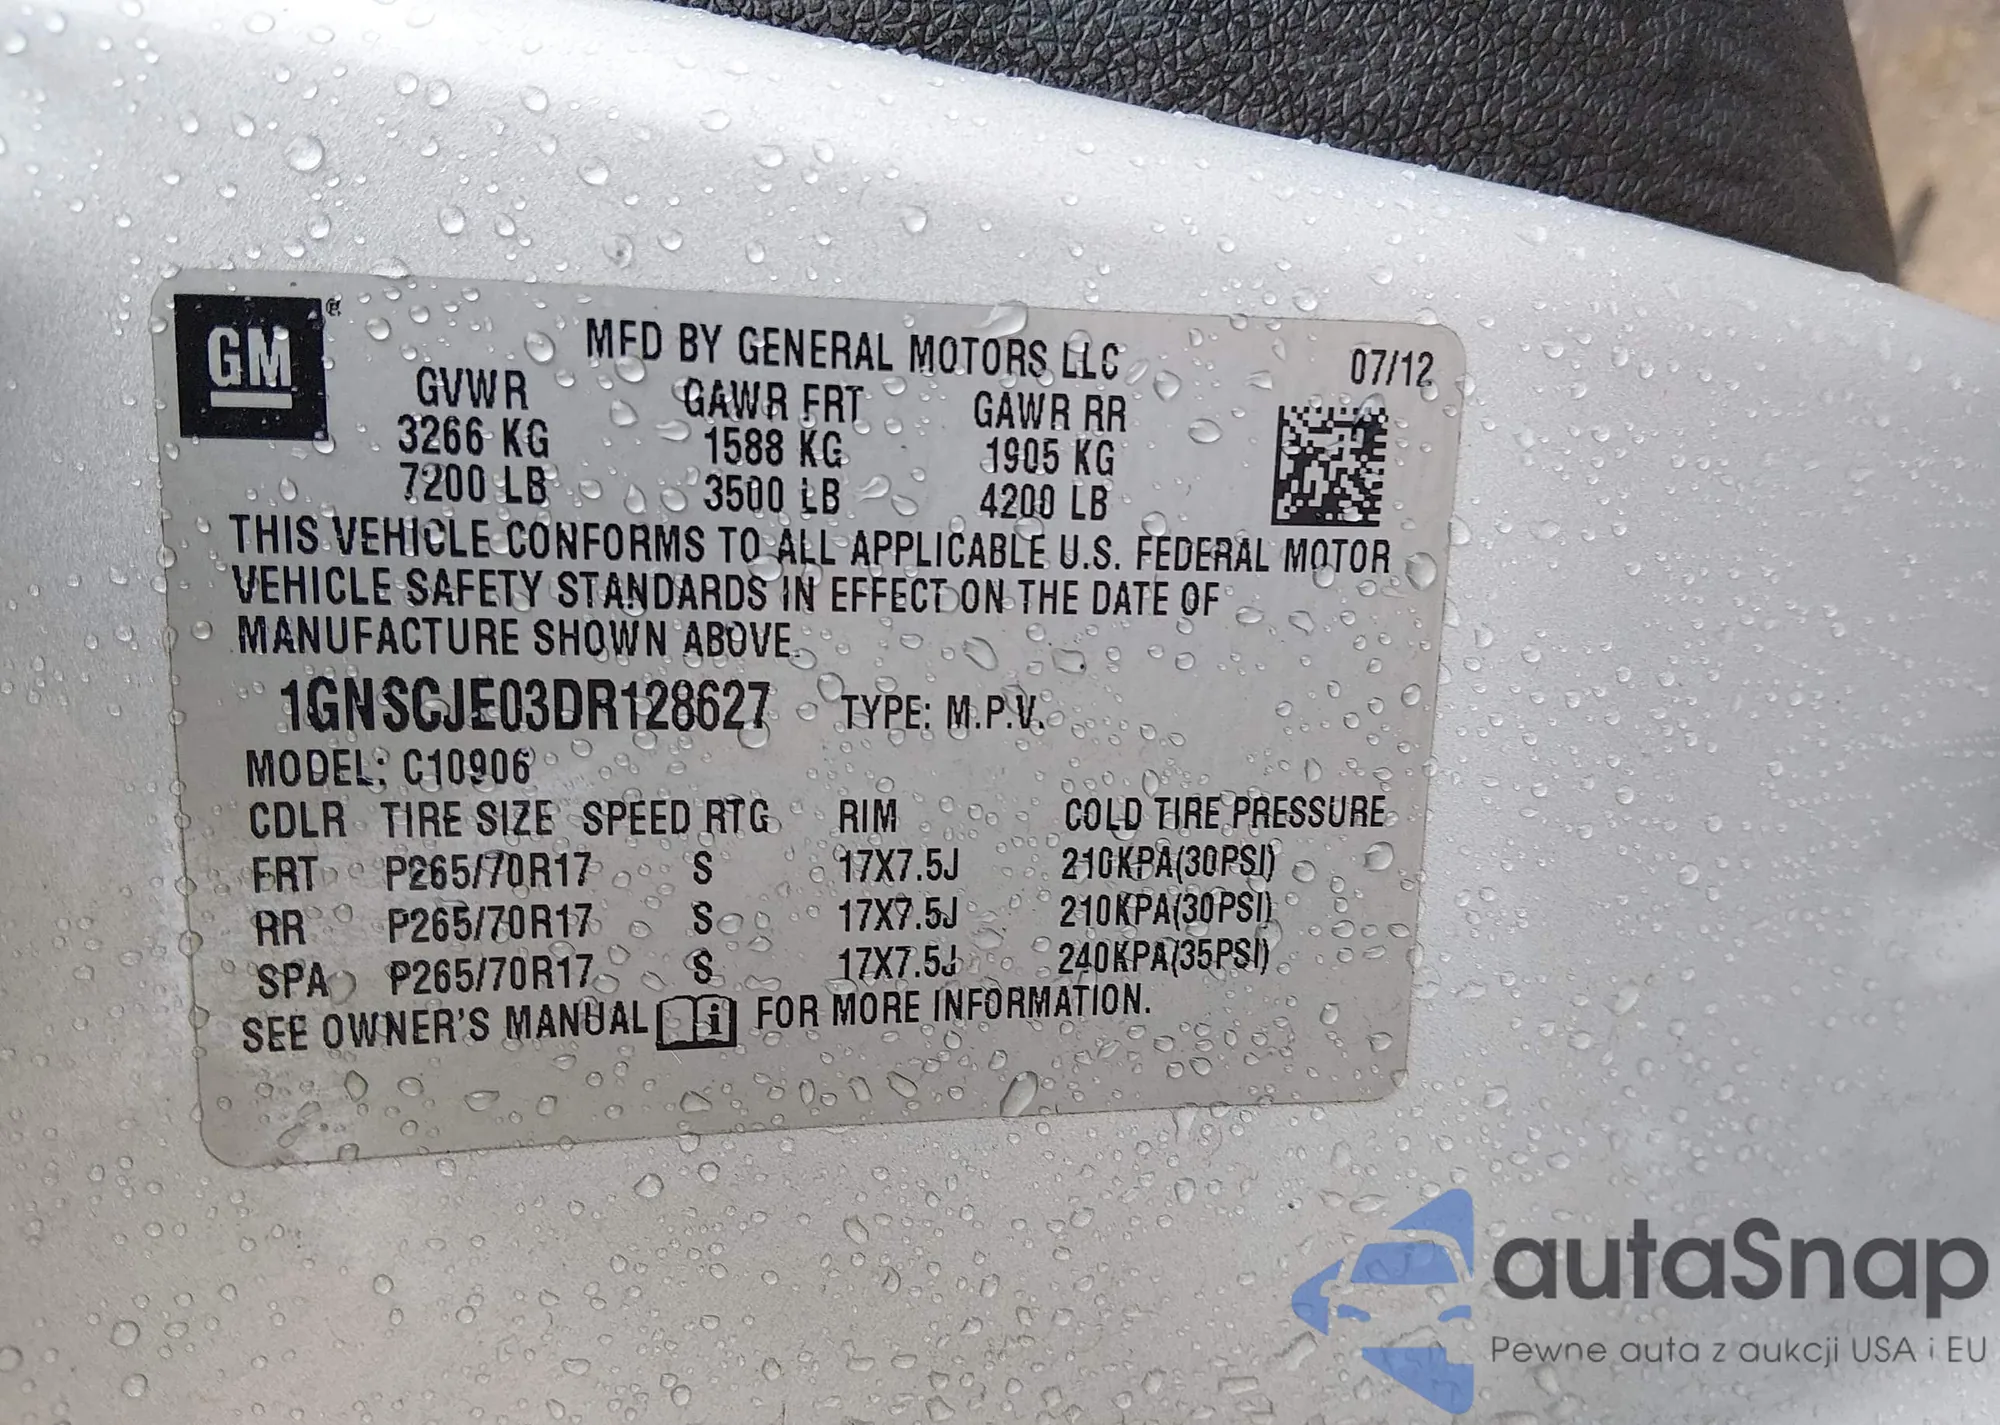 GM ®
MFD BY GENERAL MOTORS LLC 07/12
GVWR GAWR FRT GAWR RR
3266 KG 1588 KG 1905 KG
7200 LB 3500 LB 4200 LB
THIS VEHICLE CONFORMS TO ALL APPLICABLE U.S. FEDERAL MOTOR
VEHICLE SAFETY STANDARDS IN EFFECT ON THE DATE OF
MANUFACTURE SHOWN ABOVE.
1GNSCJE03DR128627 TYPE: M.P.V.
MODEL: C10906
CDLR TIRE SIZE SPEED RTG RIM COLD TIRE PRESSURE
FRT P265/70R17 S 17X7.5J 210KPA(30PSI)
RR P265/70R17 S 17X7.5J 210KPA(30PSI)
SPA P265/70R17 S 17X7.5J 240KPA(35PSI)
SEE OWNER'S MANUAL i FOR MORE INFORMATION.
autaSnap
Pewne auta z aukcji USA i EU